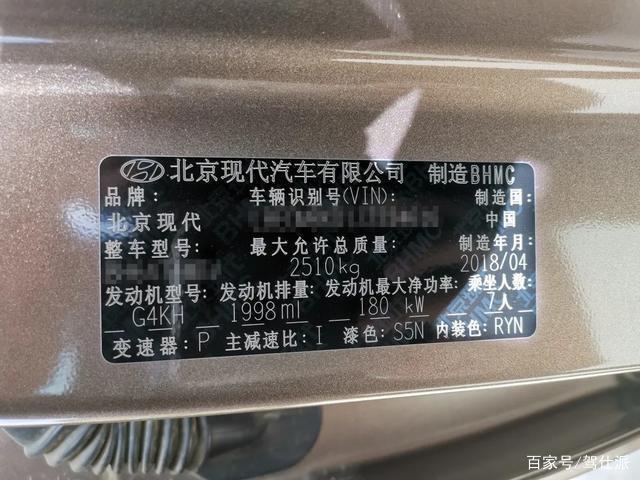 北京现代汽车有限公司 制造BHMC
品牌： 车辆识别号(VIN)： 制造国：
北京现代 中国
整车型号： 最大允许总质量： 制造年月：
2510kg 2018/04
发动机型号： 发动机排量： 发动机最大净功率： 乘坐人数：
G4KH 1998ml 180 kW 7人
变速器：P 主减速比：I 漆色：S5N 内装色：RYN
百家号/驾仕派